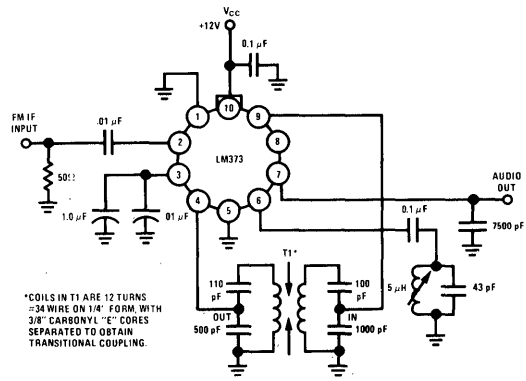 VCC
+12V
0.1 µF
FM IF
INPUT
.01 µF
1
10
9
2
8
LM373
50Ω
3
7
AUDIO
OUT
1.0 µF
.01 µF
4
5
6
0.1 µF
7500 pF
T1*
110
pF
100
pF
5 µH
43 pF
OUT
IN
500 pF
1000 pF
*COILS IN T1 ARE 12 TURNS
=34 WIRE ON 1/4" FORM, WITH
3/8" CARBONYL "E" CORES
SEPARATED TO OBTAIN
TRANSITIONAL COUPLING.